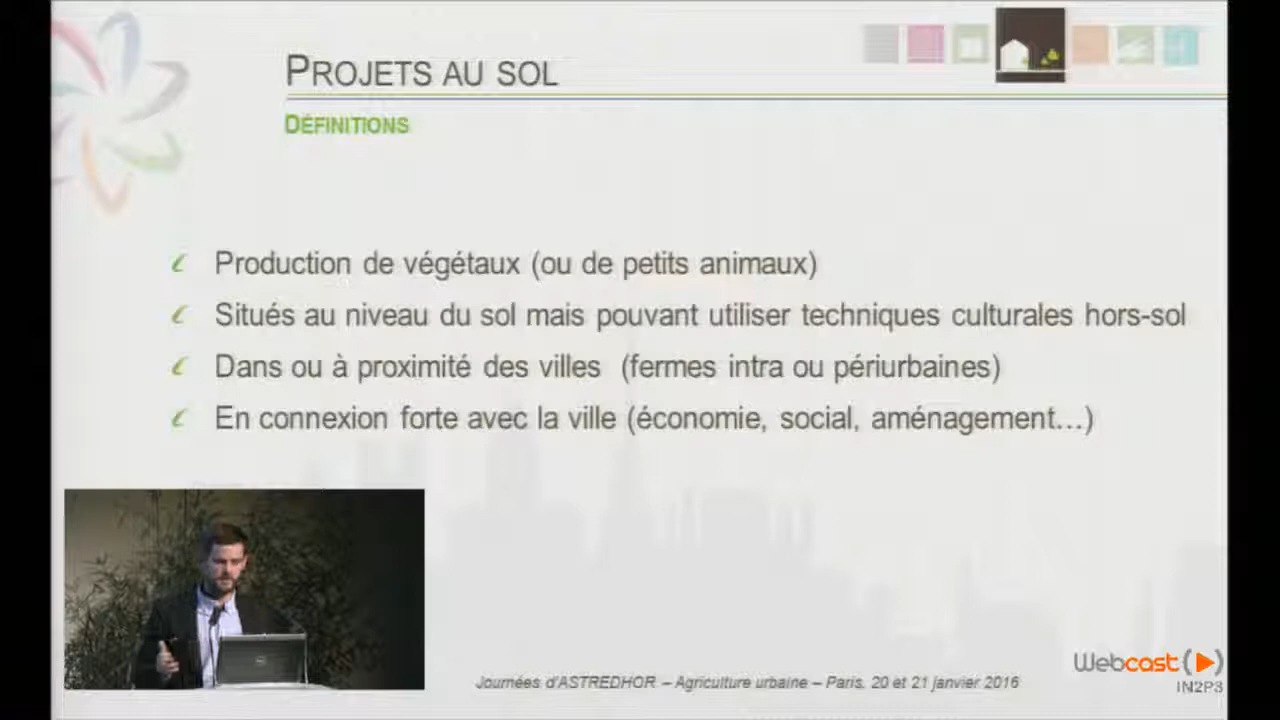 PROJETS AU SOL
DÉFINITIONS
Production de végétaux (ou de petits animaux)
Situés au niveau du sol mais pouvant utiliser techniques culturales hors-sol
Dans ou à proximité des villes (fermes intra ou périurbaines)
En connexion forte avec la ville (économie, social, aménagement…)
Journées d'ASTREDHOR – Agriculture urbaine – Paris, 20 et 21 janvier 2016
Webcast
IN2P3